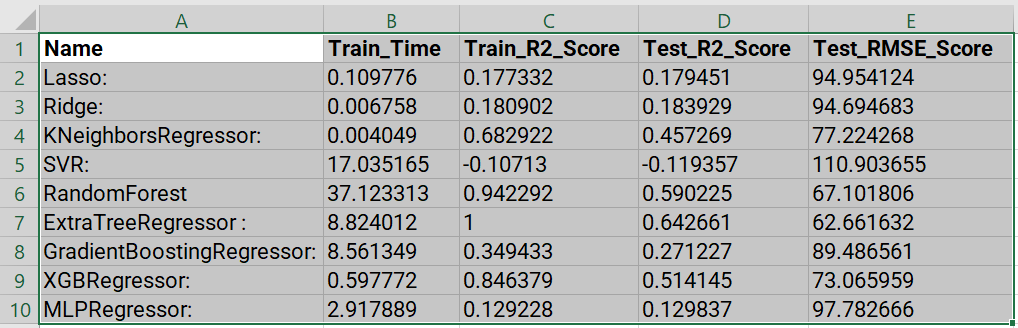 A B C D E
1 Name Train_Time Train_R2_Score Test_R2_Score Test_RMSE_Score
2 Lasso: 0.109776 0.177332 0.179451 94.954124
3 Ridge: 0.006758 0.180902 0.183929 94.694683
4 KNeighborsRegressor: 0.004049 0.682922 0.457269 77.224268
5 SVR: 17.035165 -0.10713 -0.119357 110.903655
6 RandomForest 37.123313 0.942292 0.590225 67.101806
7 ExtraTreeRegressor : 8.824012 1 0.642661 62.661632
8 GradientBoostingRegressor: 8.561349 0.349433 0.271227 89.486561
9 XGBRegressor: 0.597772 0.846379 0.514145 73.065959
10 MLPRegressor: 2.917889 0.129228 0.129837 97.782666